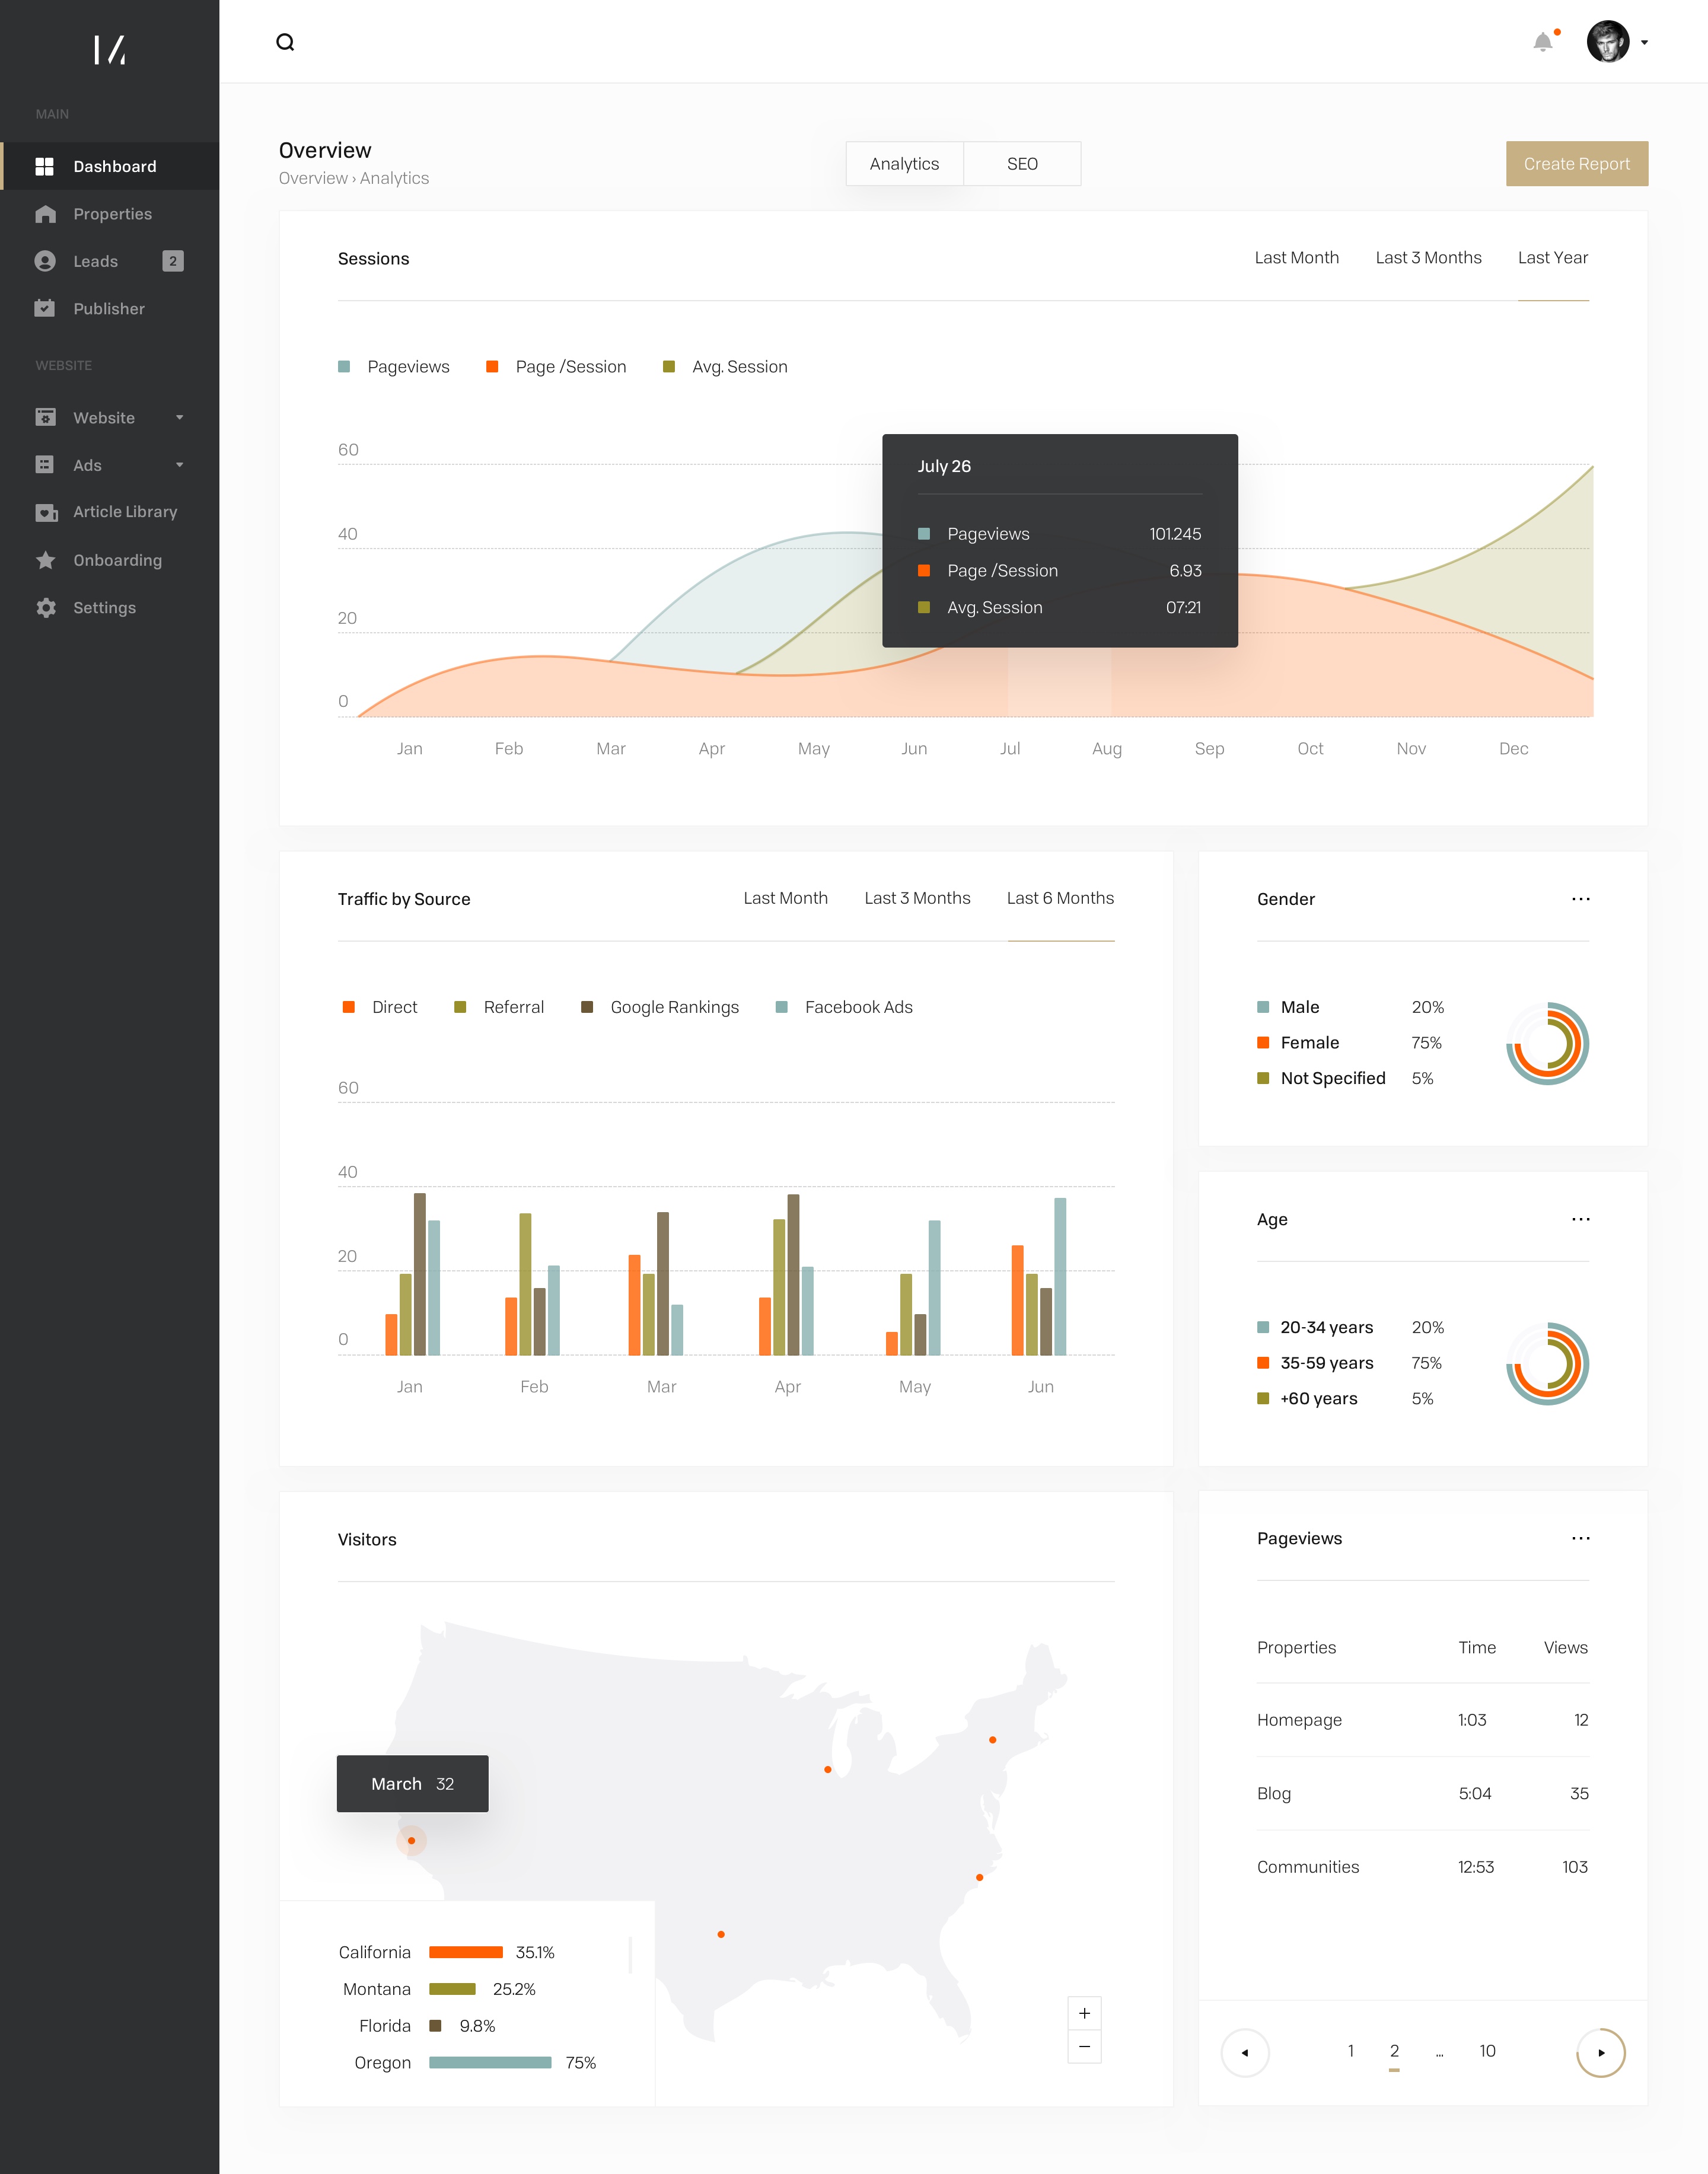 MAIN
Dashboard
Properties
Leads 2
Publisher
WEBSITE
Website
Ads
Article Library
Onboarding
Settings
Overview
Overview › Analytics
Analytics SEO
Create Report
Sessions Last Month Last 3 Months Last Year
Pageviews Page /Session Avg. Session
60
40
20
0
July 26
Pageviews 101.245
Page /Session 6.93
Avg. Session 07:21
Jan Feb Mar Apr May Jun Jul Aug Sep Oct Nov Dec
Traffic by Source Last Month Last 3 Months Last 6 Months
Direct Referral Google Rankings Facebook Ads
60
40
20
0
Jan Feb Mar Apr May Jun
Gender ...
Male 20%
Female 75%
Not Specified 5%
Age ...
20-34 years 20%
35-59 years 75%
+60 years 5%
Visitors
March 32
California 35.1%
Montana 25.2%
Florida 9.8%
Oregon 75%
+
−
Pageviews ...
Properties Time Views
Homepage 1:03 12
Blog 5:04 35
Communities 12:53 103
1 2 ... 10